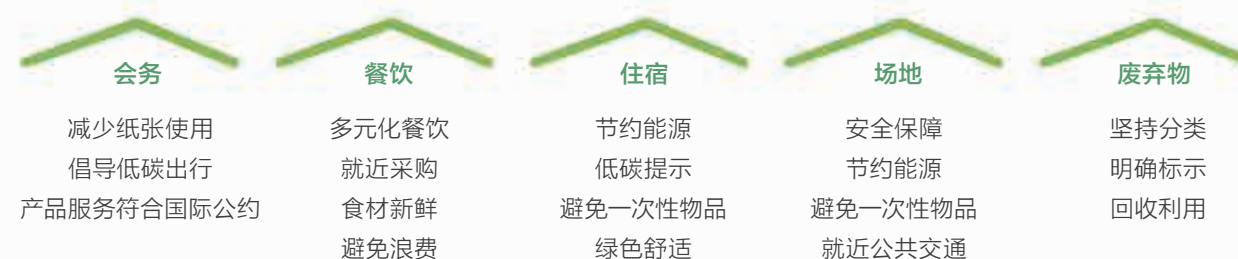 会务
减少纸张使用
倡导低碳出行
产品服务符合国际公约
餐饮
多元化餐饮
就近采购
食材新鲜
避免浪费
住宿
节约能源
低碳提示
避免一次性物品
绿色舒适
场地
安全保障
节约能源
避免一次性物品
就近公共交通
废弃物
坚持分类
明确标示
回收利用